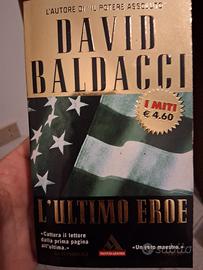 L'AUTORE DI IL POTERE ASSOLUTO
DAVID
BALDACCI
I MITI
€ 4.60
L'ULTIMO EROE
«Cattura il lettore
dalla prima pagina
all'ultima.»
«Un vero maestro.»
subito